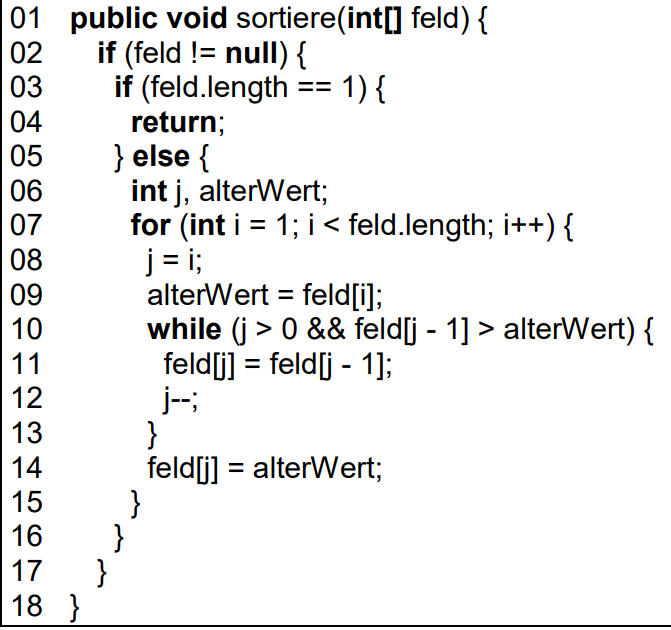 01 public void sortiere(int[] feld) {
02 if (feld != null) {
03 if (feld.length == 1) {
04 return;
05 } else {
06 int j, alterWert;
07 for (int i = 1; i < feld.length; i++) {
08 j = i;
09 alterWert = feld[i];
10 while (j > 0 && feld[j - 1] > alterWert) {
11 feld[j] = feld[j - 1];
12 j--;
13 }
14 feld[j] = alterWert;
15 }
16 }
17 }
18 }